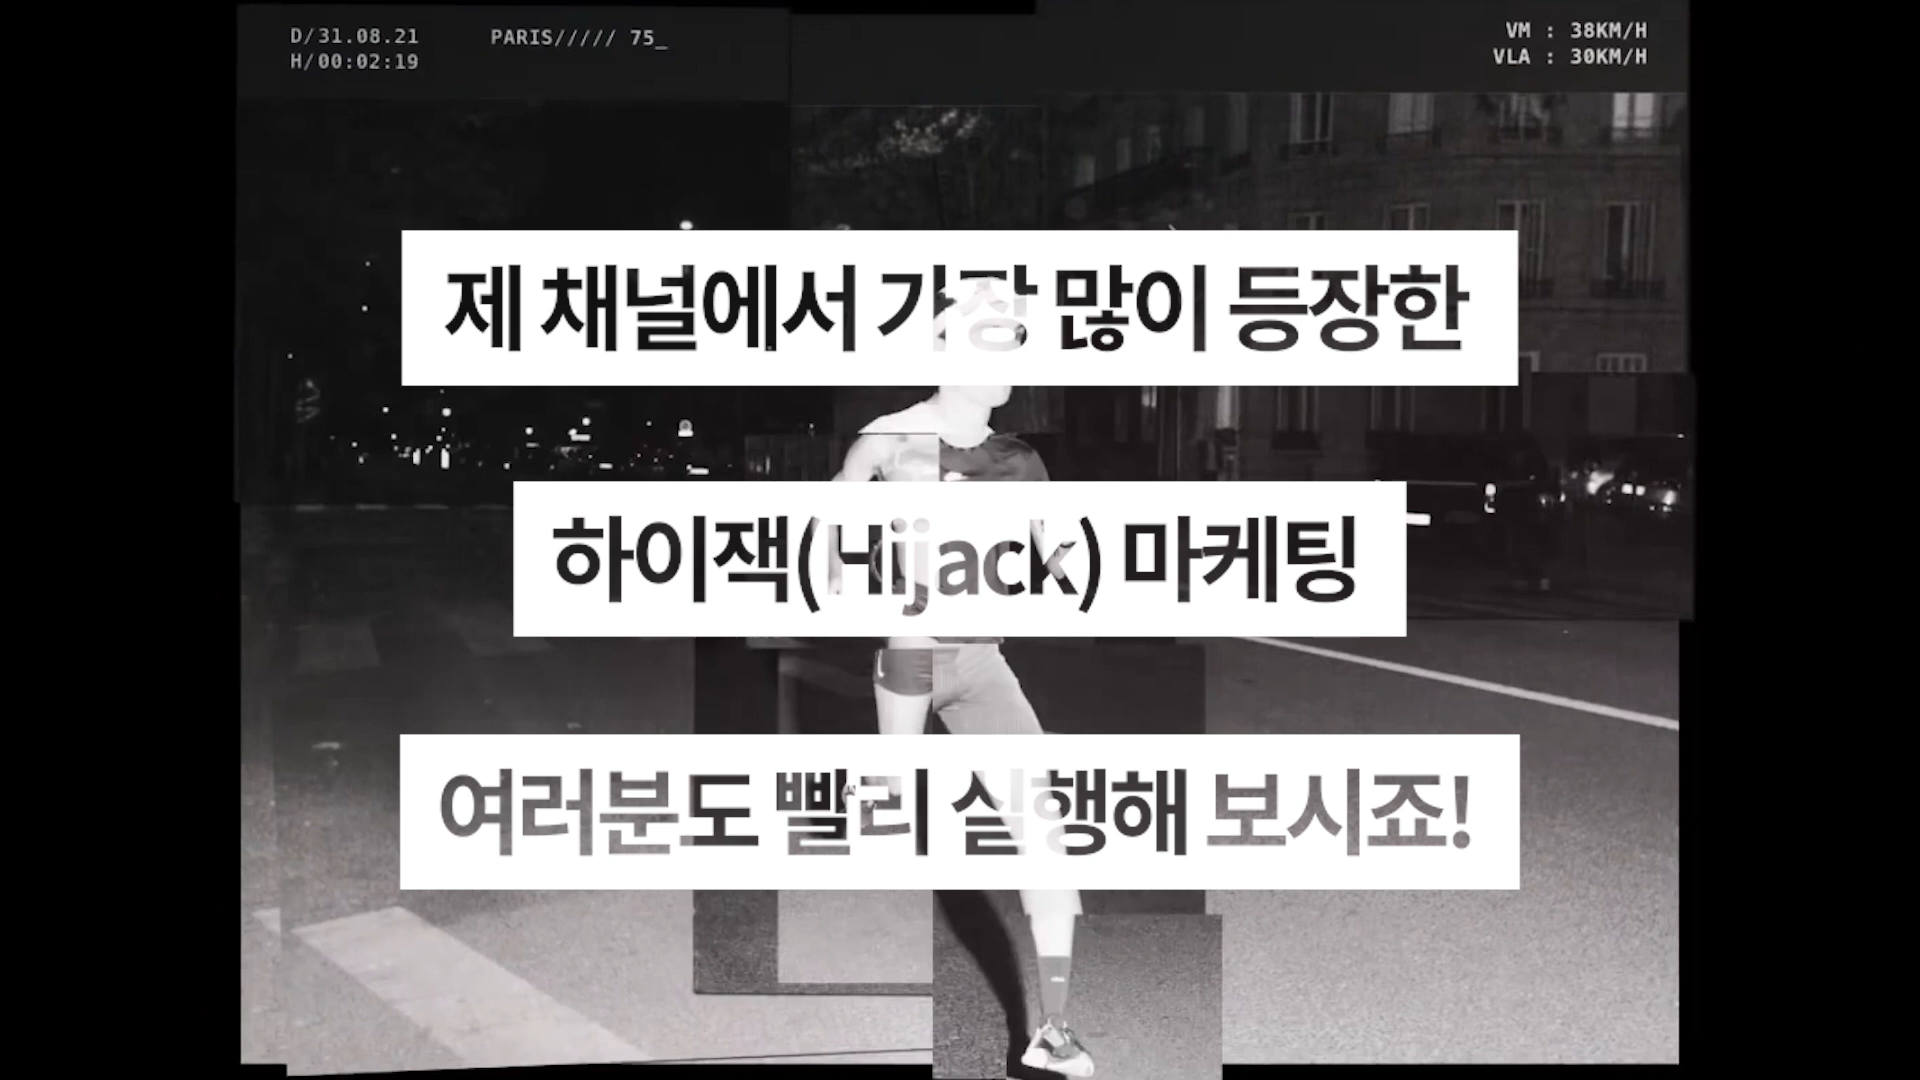 D/31.08.21 PARIS///// 75_
H/00:02:19
VM : 38KM/H
VLA : 30KM/H
제 채널에서 가장 많이 등장한
하이잭(Hijack) 마케팅
여러분도 빨리 실행해 보시죠!